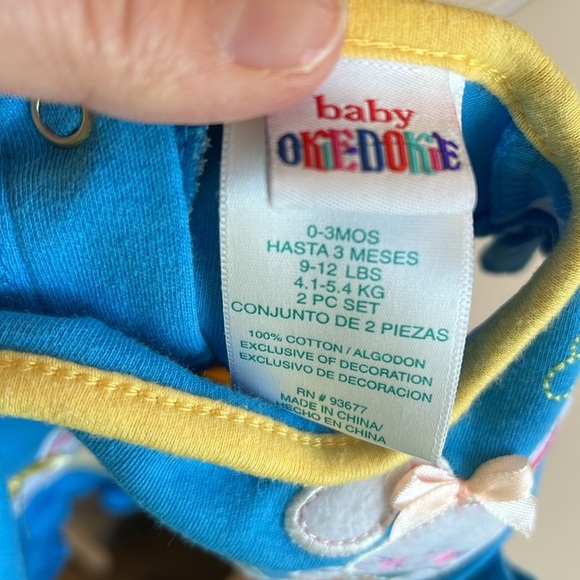 baby
OKIE·DOKIE
0-3MOS
HASTA 3 MESES
9-12 LBS
4.1-5.4 KG
2 PC SET
CONJUNTO DE 2 PIEZAS
100% COTTON / ALGODON
EXCLUSIVE OF DECORATION
EXCLUSIVO DE DECORACION
RN # 93677
MADE IN CHINA/
HECHO EN CHINA